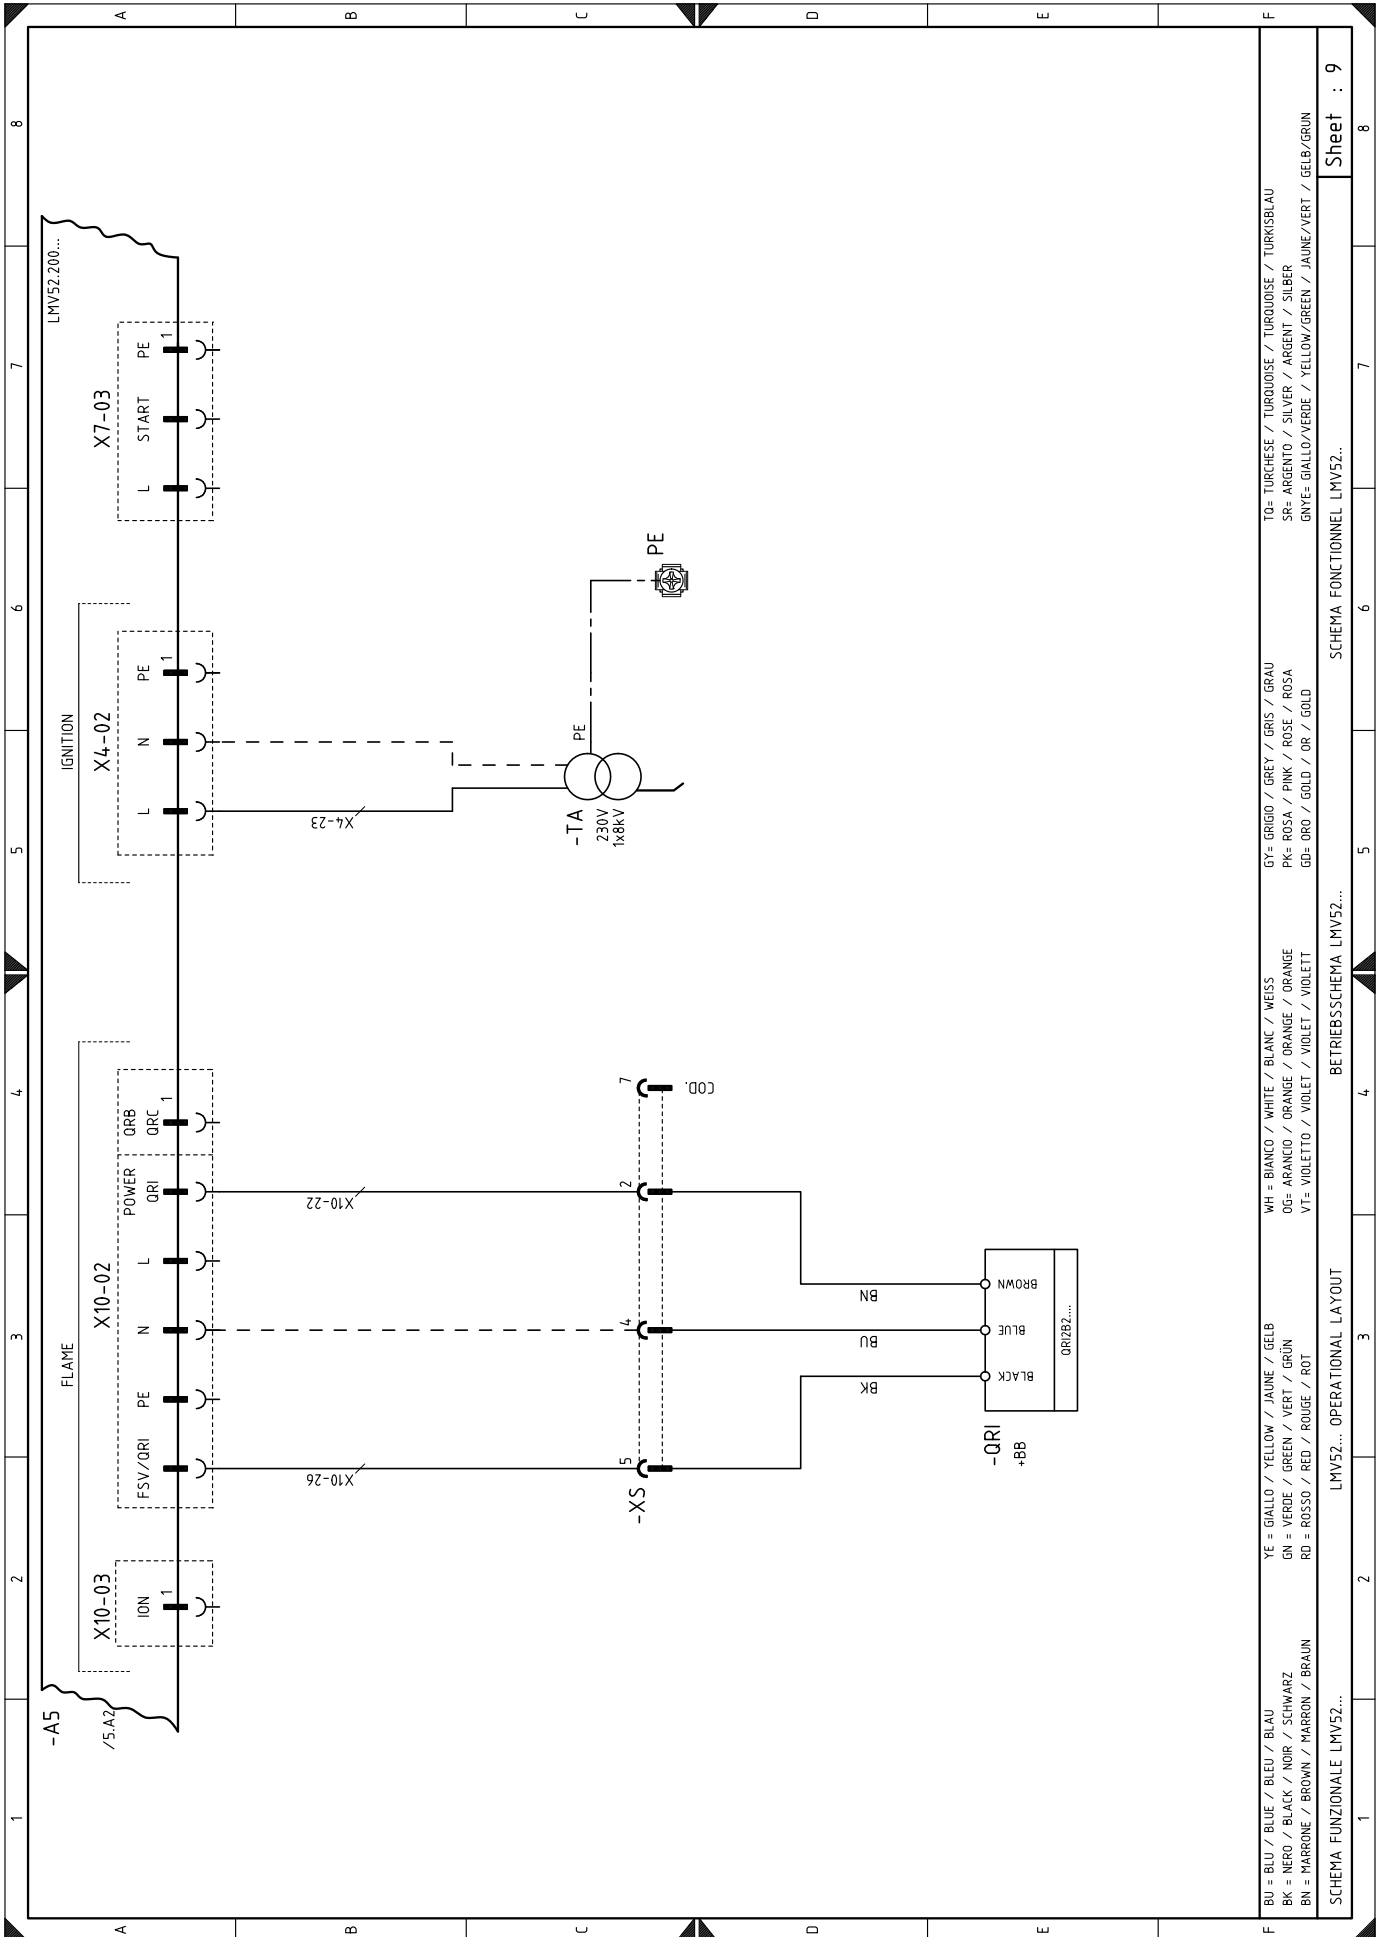 1 2 3 4 5 6 7 8
A A
B B
C C
D D
E E
F F
-A5
/5.A2
LMV52.200...
FLAME
IGNITION
X10-03
X10-02
X4-02
X7-03
ION 1
FSV/QRI PE N L
POWER
QRI
QRB
QRC 1
L N PE 1
L START PE 1
X10-26
X10-22
X4-23
-XS
5 4 2 7
COD.
-TA
230V
1x8kV
PE
PE
BK BU BN
-QRI
+BB
BLACK BLUE BROWN
QRI2B2....
BU = BLU / BLUE / BLEU / BLAU
BK = NERO / BLACK / NOIR / SCHWARZ
BN = MARRONE / BROWN / MARRON / BRAUN
YE = GIALLO / YELLOW / JAUNE / GELB
GN = VERDE / GREEN / VERT / GRÜN
RD = ROSSO / RED / ROUGE / ROT
WH = BIANCO / WHITE / BLANC / WEISS
OG= ARANCIO / ORANGE / ORANGE / ORANGE
VT= VIOLETTO / VIOLET / VIOLET / VIOLETT
GY= GRIGIO / GREY / GRIS / GRAU
PK= ROSA / PINK / ROSE / ROSA
GD= ORO / GOLD / OR / GOLD
TQ= TURCHESE / TURQUOISE / TURQUOISE / TURKISBLAU
SR= ARGENTO / SILVER / ARGENT / SILBER
GNYE= GIALLO/VERDE / YELLOW/GREEN / JAUNE/VERT / GELB/GRUN
SCHEMA FUNZIONALE LMV52...
LMV52... OPERATIONAL LAYOUT
BETRIEBSSCHEMA LMV52...
SCHEMA FONCTIONNEL LMV52..
Sheet : 9
1 2 3 4 5 6 7 8